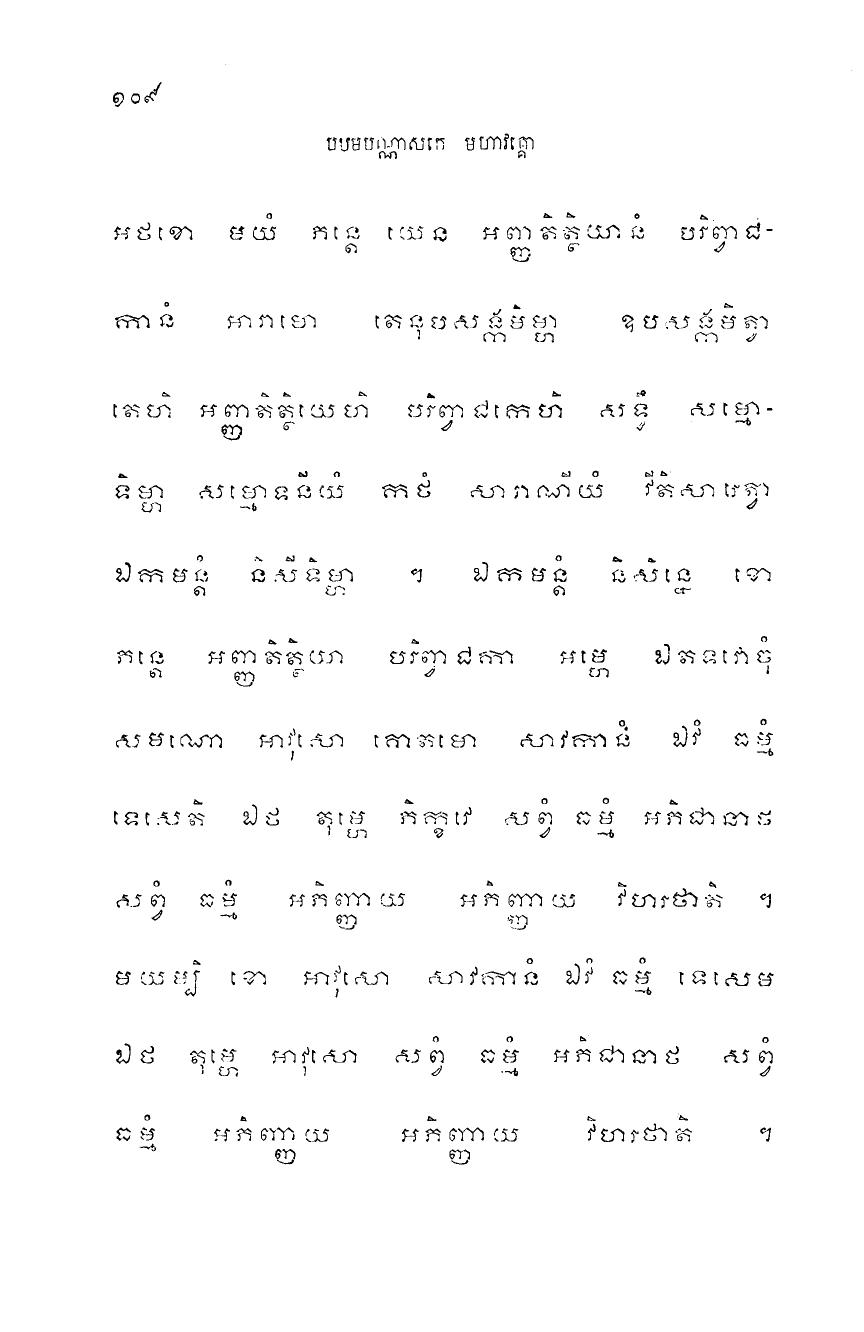 ១០៩
បឋមបណ្ណាសកេ មហាវគ្គោ
អថខោ មយំ ភន្តេ យេន អញ្ញតិត្ថិយានំ បរិព្វាជ-
កានំ អារាមោ តេនុបសង្កមិម្ហា ឧបសង្កមិត្វា
តេហិ អញ្ញតិត្ថិយេហិ បរិព្វាជកេហិ សទ្ធឹ សម្មោ-
ទិម្ហា សម្មោទនីយំ កថំ សារាណីយំ វីតិសារេត្វា
ឯកមន្តំ និសីទិម្ហា ។ ឯកមន្តំ និសិន្នេ ខោ
ភន្តេ អញ្ញតិត្ថិយា បរិព្វាជកា អម្ហេ ឯតទវោចុំ
សមណោ អាវុសោ គោតមោ សាវកានំ ឯវំ ធម្មំ
ទេសេតិ ឯថ តុម្ហេ ភិក្ខវេ សព្វំ ធម្មំ អភិជានាថ
សព្វំ ធម្មំ អភិញ្ញាយ អភិញ្ញាយ វិហរថាតិ ។
មយម្បិ ខោ អាវុសោ សាវកានំ ឯវំ ធម្មំ ទេសេម
ឯថ តុម្ហេ អាវុសោ សព្វំ ធម្មំ អភិជានាថ សព្វំ
ធម្មំ អភិញ្ញាយ អភិញ្ញាយ វិហរថាតិ ។